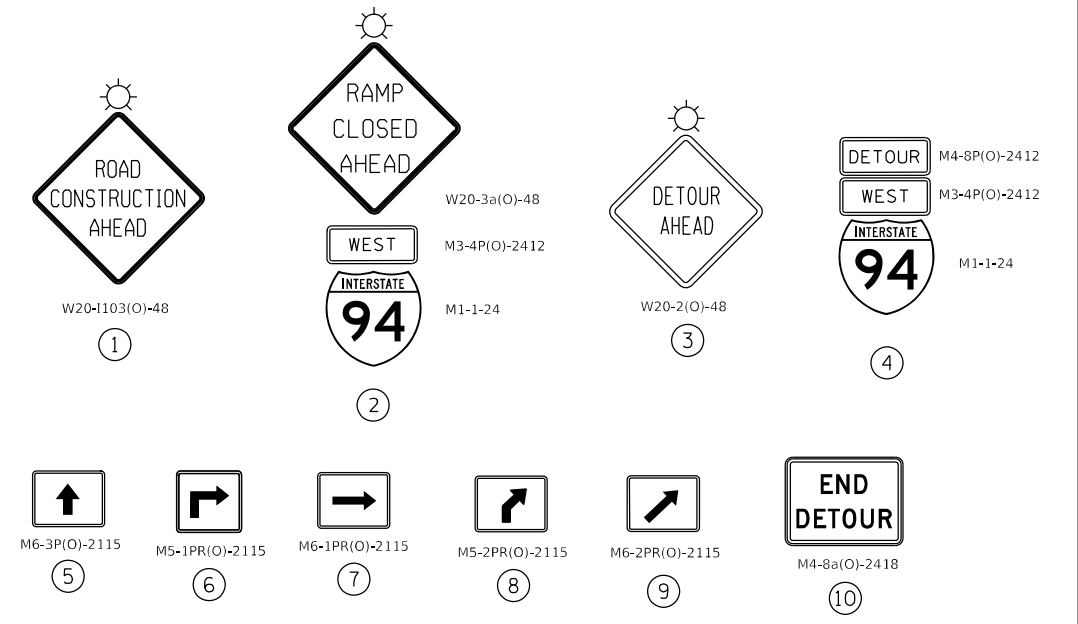 ROAD
CONSTRUCTION
AHEAD
W20-I103(O)-48
1
RAMP
CLOSED
AHEAD
W20-3a(O)-48
WEST
M3-4P(O)-2412
INTERSTATE
94
M1-1-24
2
DETOUR
AHEAD
W20-2(O)-48
3
DETOUR
M4-8P(O)-2412
WEST
M3-4P(O)-2412
INTERSTATE
94
M1-1-24
4
M6-3P(O)-2115
5
M5-1PR(O)-2115
6
M6-1PR(O)-2115
7
M5-2PR(O)-2115
8
M6-2PR(O)-2115
9
END
DETOUR
M4-8a(O)-2418
10